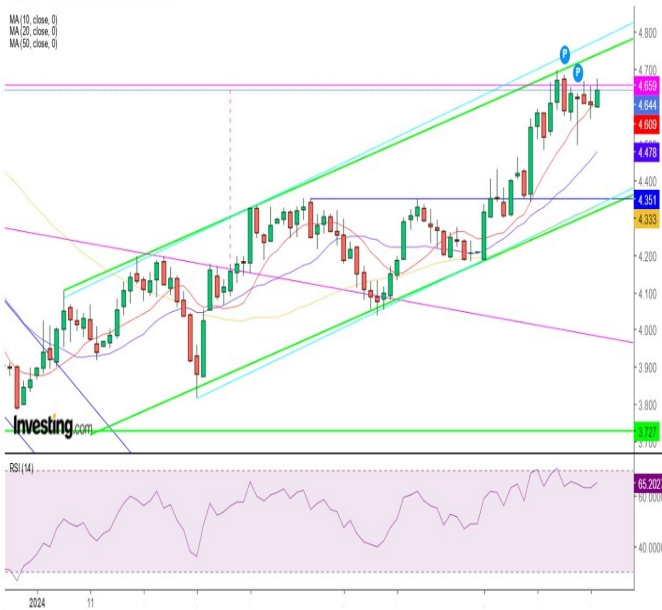 MA (10, close, 0)
MA (20, close, 0)
MA (50, close, 0)
4.800
P
4.700
P
4.659
4.644
4.609
4.478
4.400
4.351
4.333
4.200
4.100
4.000
3.900
3.800
Investing.com
3.727
RSI (14)
65.202
40.0000
2024
11